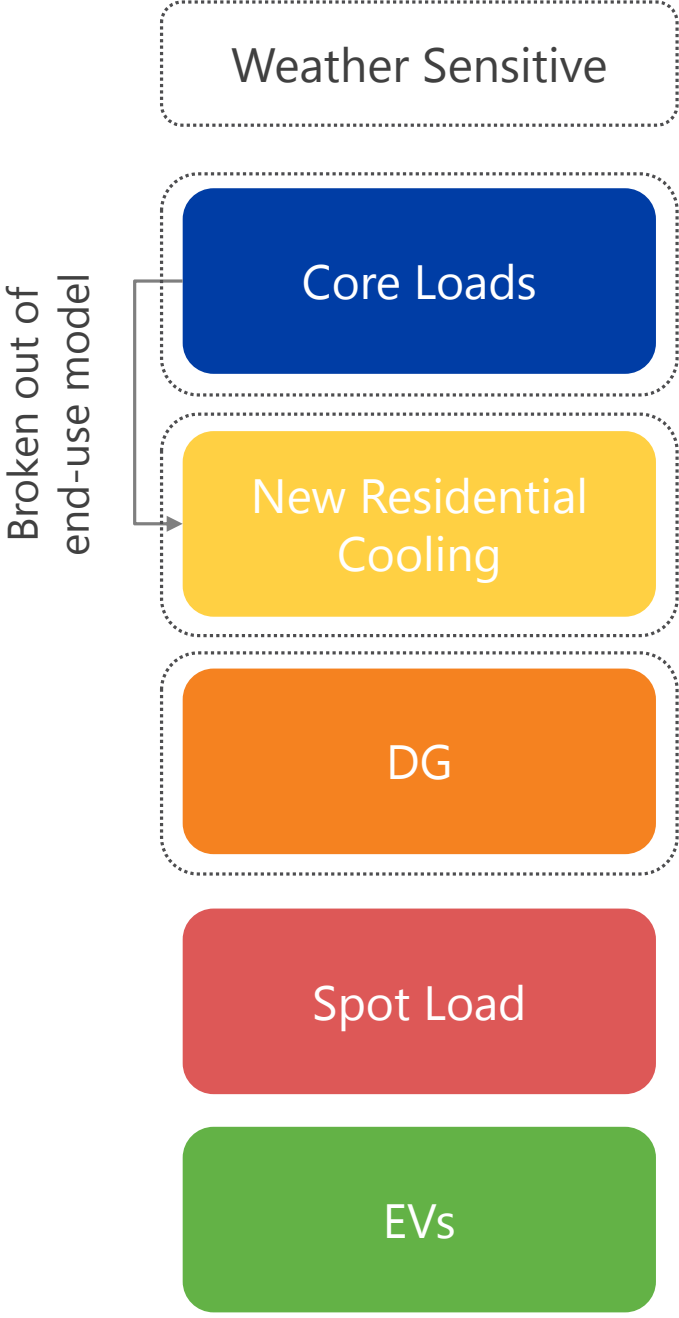 Weather Sensitive
Core Loads
Broken out of
end-use model
New Residential
Cooling
DG
Spot Load
EVs